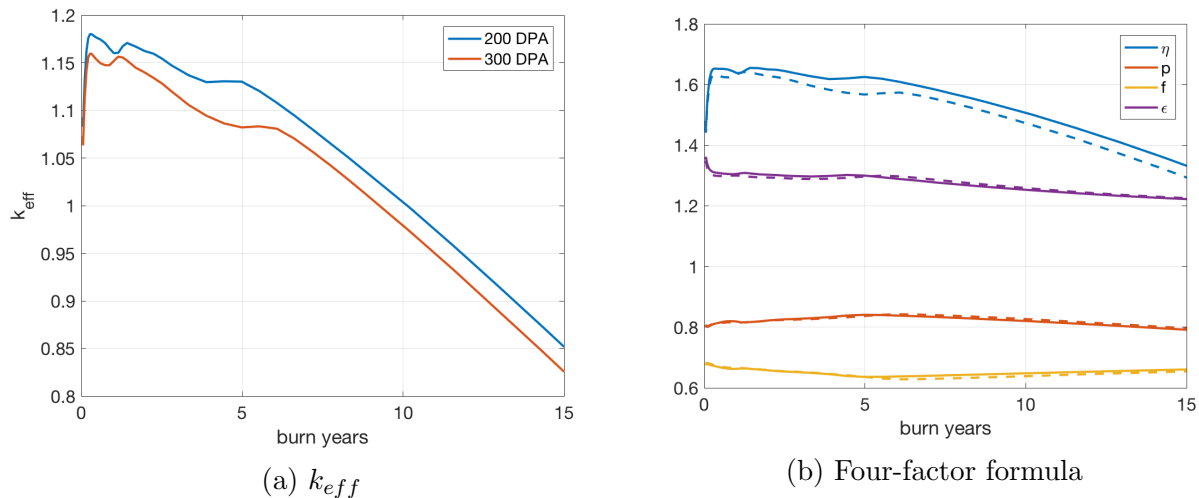 1.2
1.15
1.1
1.05
1
0.95
0.9
0.85
0.8
k_eff
0
5
10
15
burn years
200 DPA
300 DPA
(a) k_eff
1.8
1.6
1.4
1.2
1
0.8
0.6
0
5
10
15
burn years
η
p
f
ϵ
(b) Four-factor formula